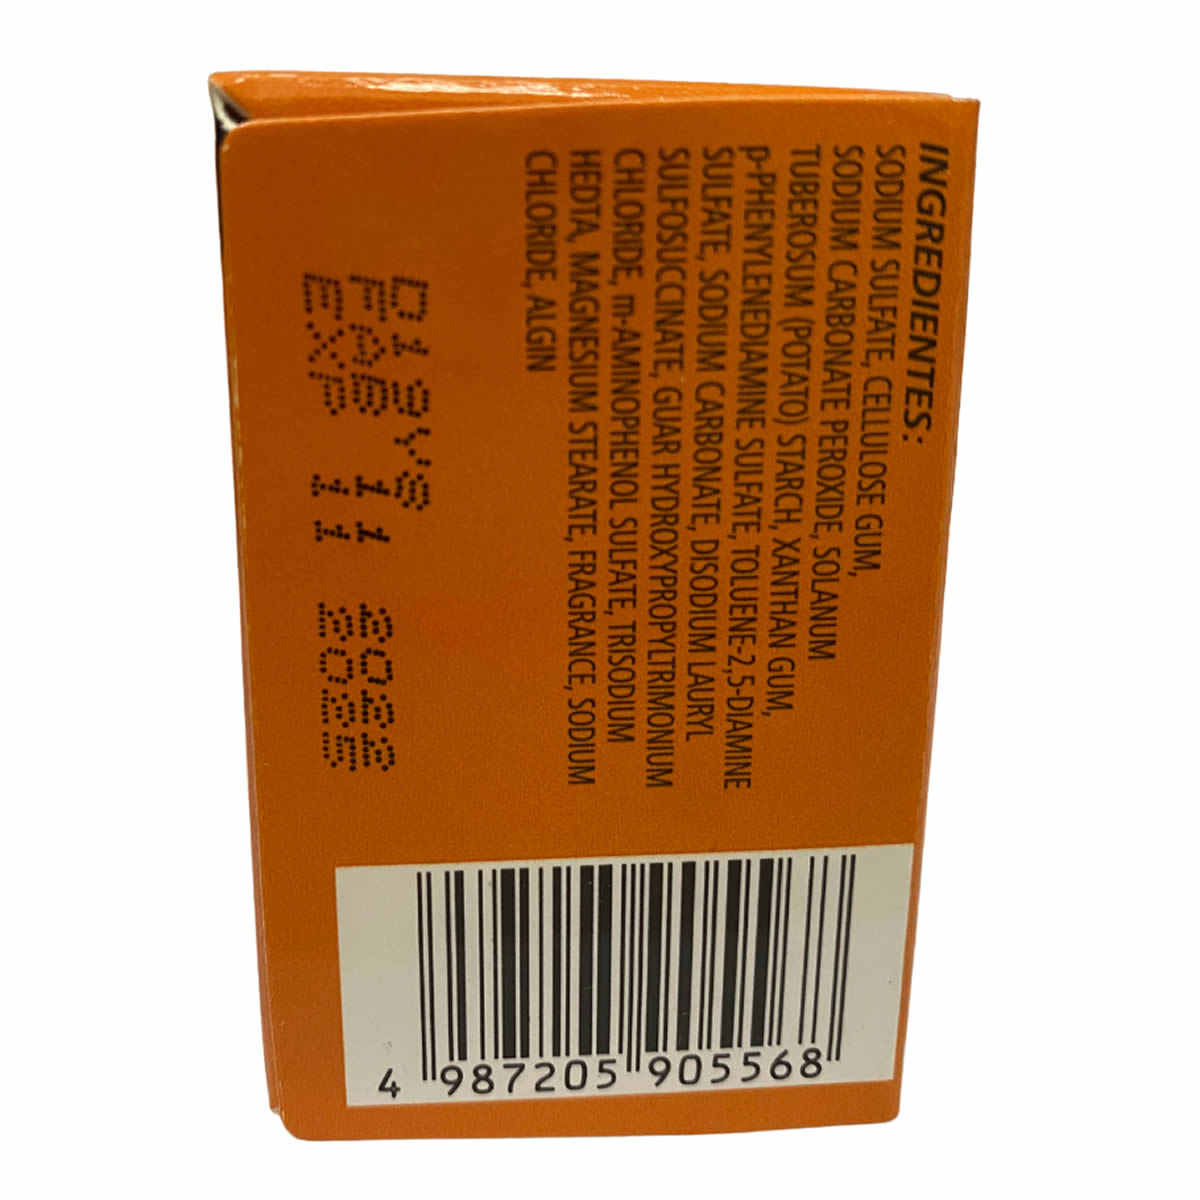 INGREDIENTES:
SODIUM SULFATE, CELLULOSE GUM,
SODIUM CARBONATE PEROXIDE, SOLANUM
TUBEROSUM (POTATO) STARCH, XANTHAN GUM,
p-PHENYLENEDIAMINE SULFATE, TOLUENE-2,5-DIAMINE
SULFATE, SODIUM CARBONATE, DISODIUM LAURYL
SULFOSUCCINATE, GUAR HYDROXYPROPYLTRIMONIUM
CHLORIDE, m-AMINOPHENOL SULFATE, TRISODIUM
HEDTA, MAGNESIUM STEARATE, FRAGRANCE, SODIUM
CHLORIDE, ALGIN
FAB 11 2022
EXP 11 2025
4 987205 905568